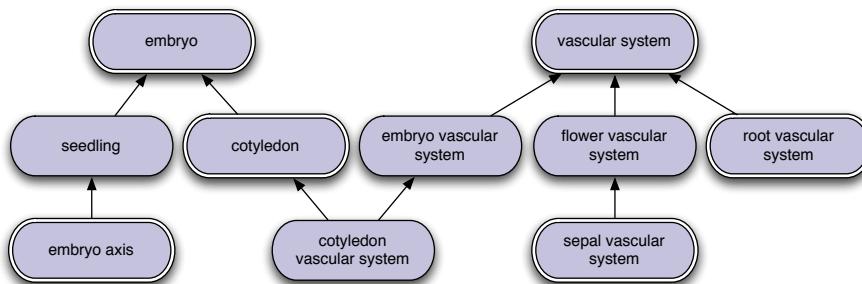 embryo
vascular system
seedling
cotyledon
embryo vascular
system
flower vascular
system
root vascular
system
embryo axis
cotyledon
vascular system
sepal vascular
system